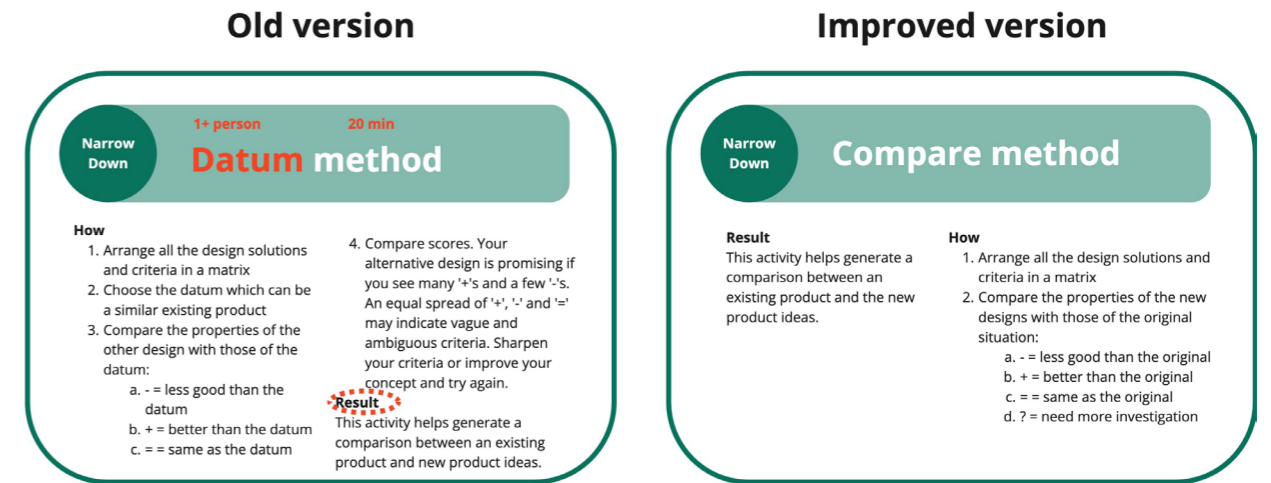 Old version
Narrow
Down
1+ person 20 min
Datum method
How
1. Arrange all the design solutions
and criteria in a matrix
2. Choose the datum which can be
a similar existing product
3. Compare the properties of the
other design with those of the
datum:
a. - = less good than the
datum
b. + = better than the datum
c. = = same as the datum
4. Compare scores. Your
alternative design is promising if
you see many '+'s and a few '-'s.
An equal spread of '+', '-' and '='
may indicate vague and
ambiguous criteria. Sharpen
your criteria or improve your
concept and try again.
Result
This activity helps generate a
comparison between an existing
product and new product ideas.
Improved version
Narrow
Down
Compare method
Result
This activity helps generate a
comparison between an
existing product and the new
product ideas.
How
1. Arrange all the design solutions and
criteria in a matrix
2. Compare the properties of the new
designs with those of the original
situation:
a. - = less good than the original
b. + = better than the original
c. = = same as the original
d. ? = need more investigation